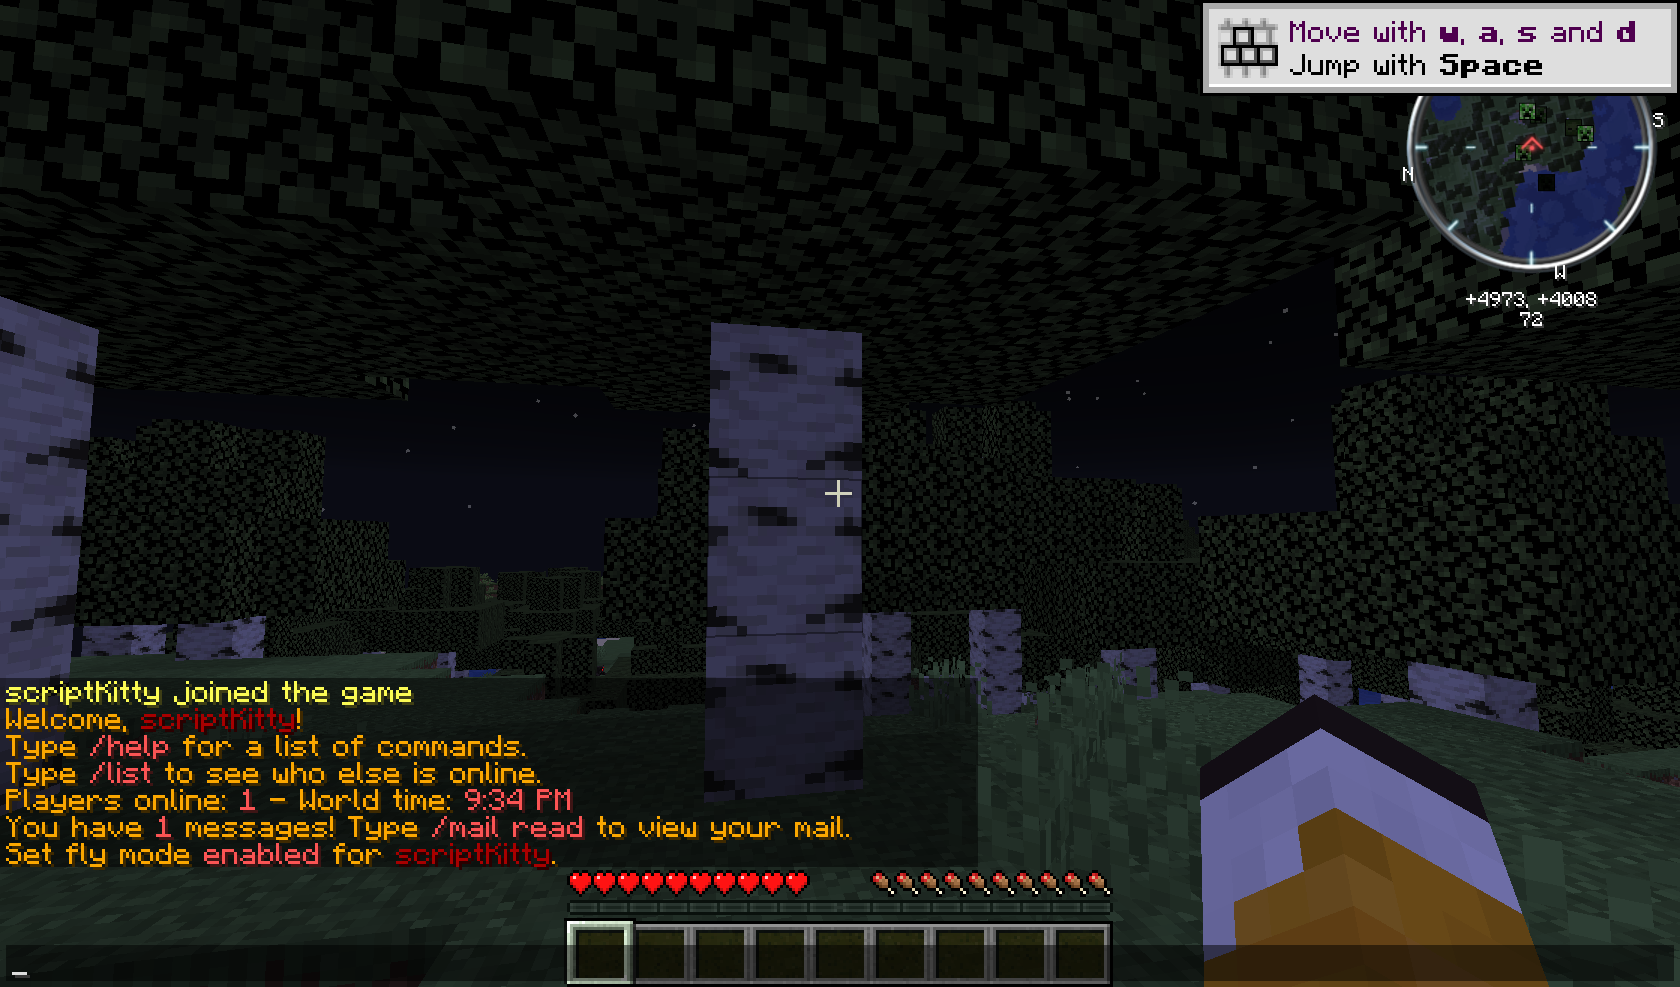 Move with w, a, s and d
Jump with Space
S
N
W
+4973, +4008
72
scriptKitty joined the game
Welcome, scriptKitty!
Type /help for a list of commands.
Type /list to see who else is online.
Players online: 1 - World time: 9:34 PM
You have 1 messages! Type /mail read to view your mail.
Set fly mode enabled for scriptKitty.
_